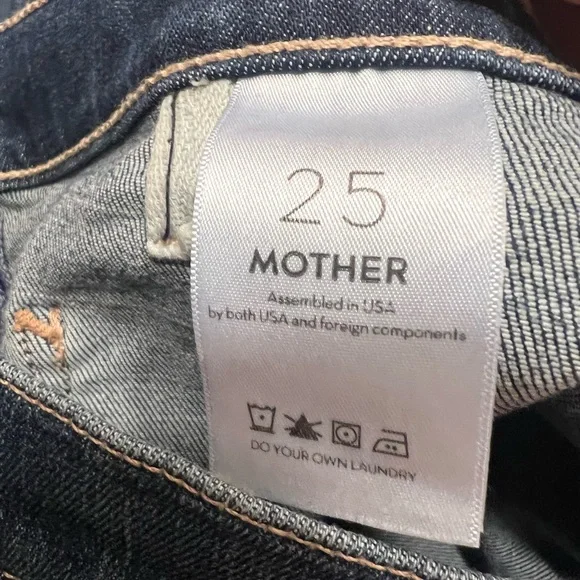 25
MOTHER
Assembled in USA
by both USA and foreign components
DO YOUR OWN LAUNDRY